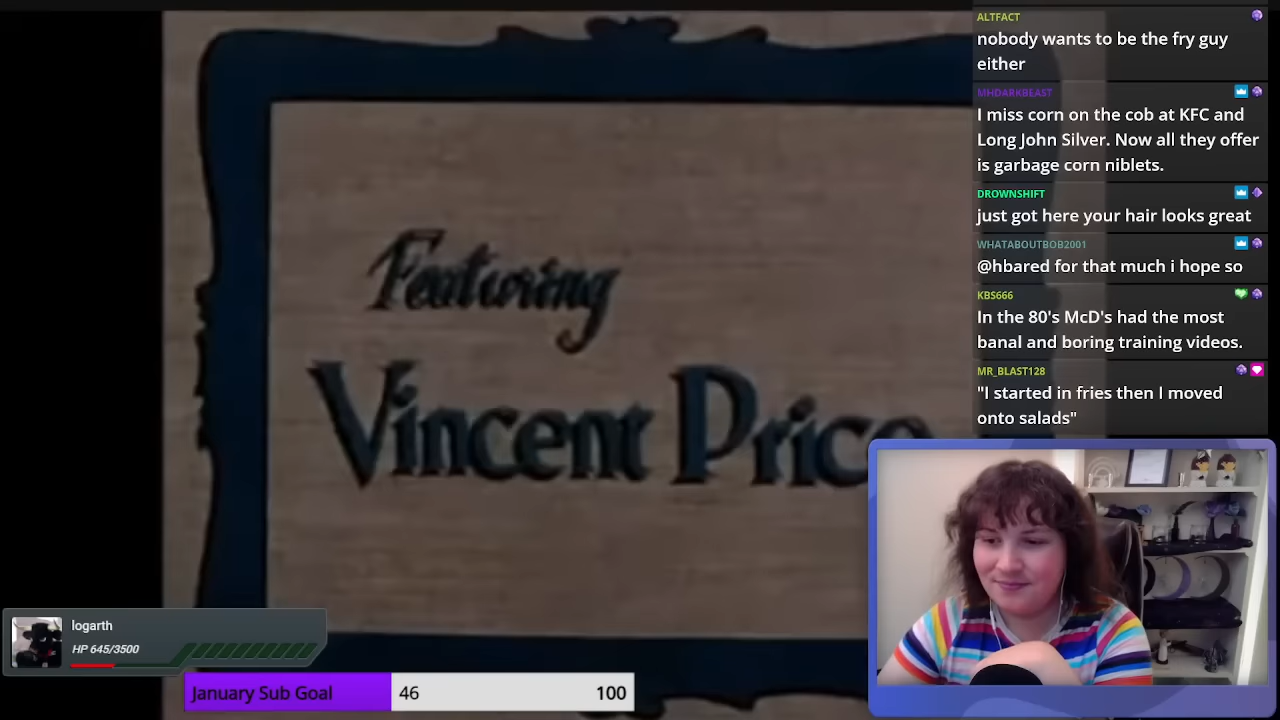 Featuring
Vincent Price
ALTFACT
nobody wants to be the fry guy
either
MHDARKBEAST
I miss corn on the cob at KFC and
Long John Silver. Now all they offer
is garbage corn niblets.
DROWNSHIFT
just got here your hair looks great
WHATABOUTBOB2001
@hbared for that much i hope so
KBS666
In the 80's McD's had the most
banal and boring training videos.
MR_BLAST128
"I started in fries then I moved
onto salads"
logarth
HP 645/3500
January Sub Goal 46 100